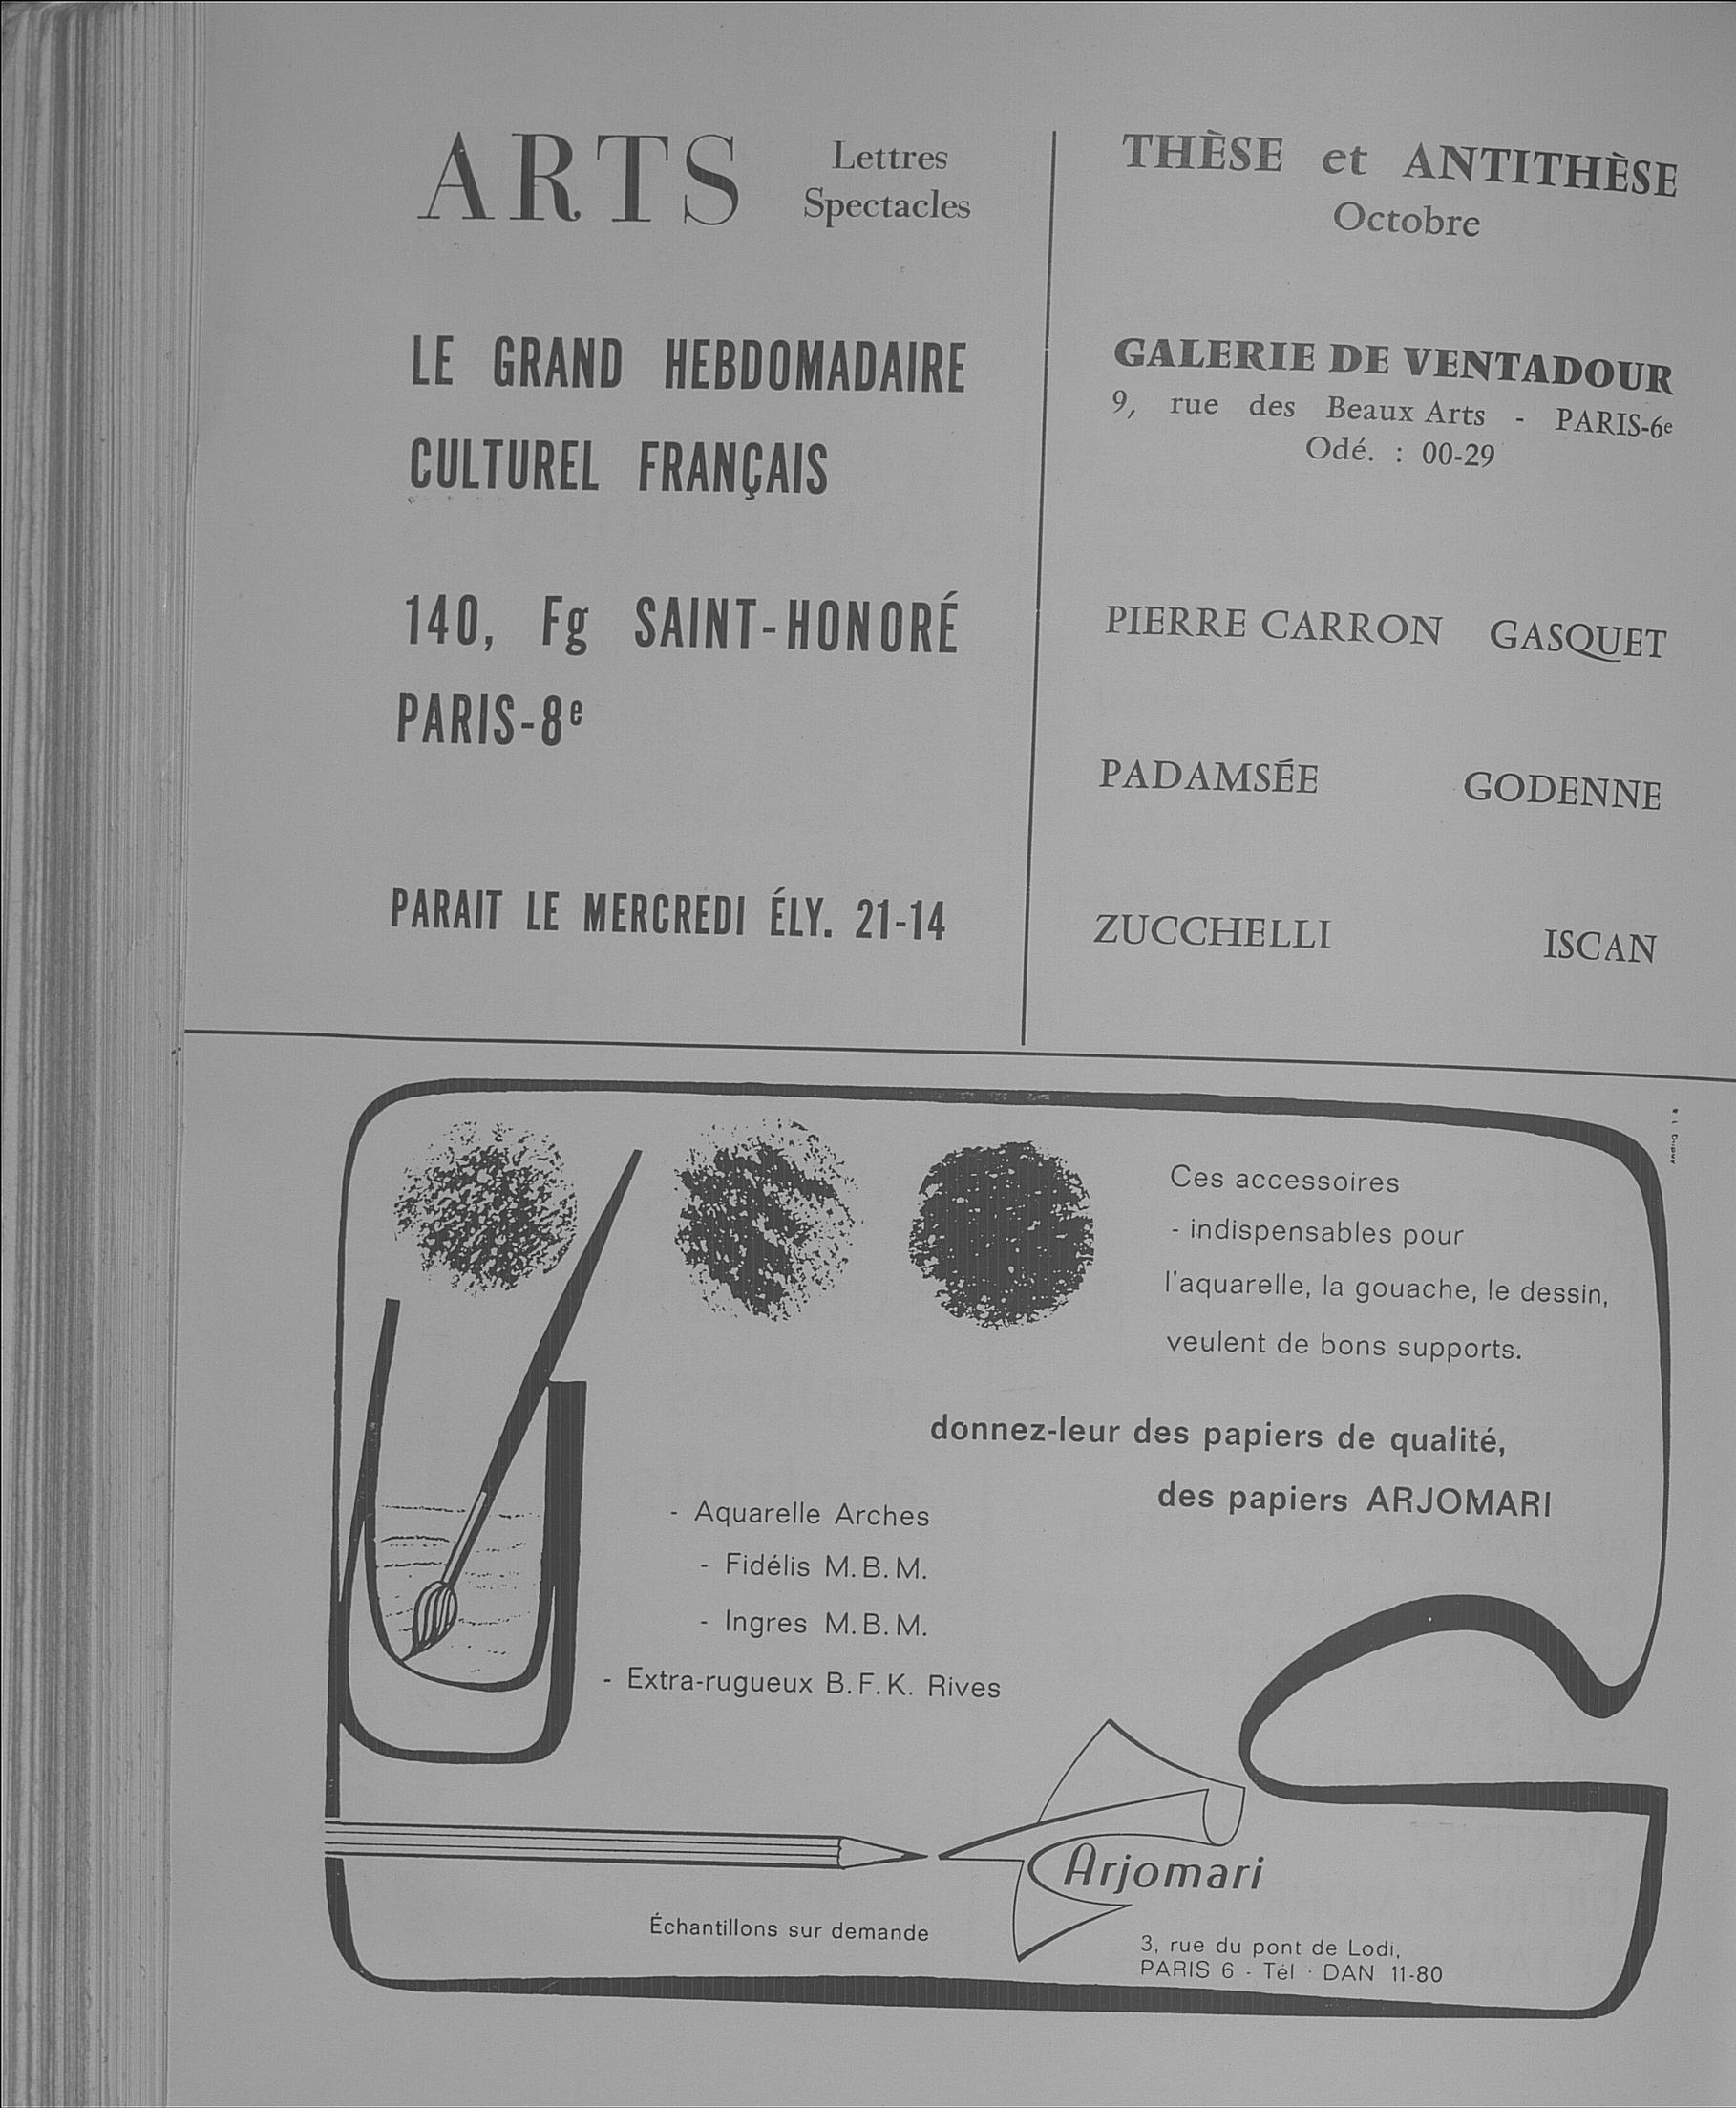 ARTS
Lettres
Spectacles
LE GRAND HEBDOMADAIRE
CULTUREL FRANÇAIS
140, Fg SAINT-HONORÉ
PARIS-8e
PARAIT LE MERCREDI ÉLY. 21-14
THÈSE et ANTITHÈSE
Octobre
GALERIE DE VENTADOUR
9, rue des Beaux Arts - PARIS-6e
Odé. : 00-29
PIERRE CARRON GASQUET
PADAMSÉE GODENNE
ZUCCHELLI ISCAN
Ces accessoires
- indispensables pour
l'aquarelle, la gouache, le dessin,
veulent de bons supports.
donnez-leur des papiers de qualité,
des papiers ARJOMARI
- Aquarelle Arches
- Fidélis M.B.M.
- Ingres M.B.M.
- Extra-rugueux B.F.K. Rives
Arjomari
Échantillons sur demande
3, rue du pont de Lodi,
PARIS 6 - Tél · DAN 11-80